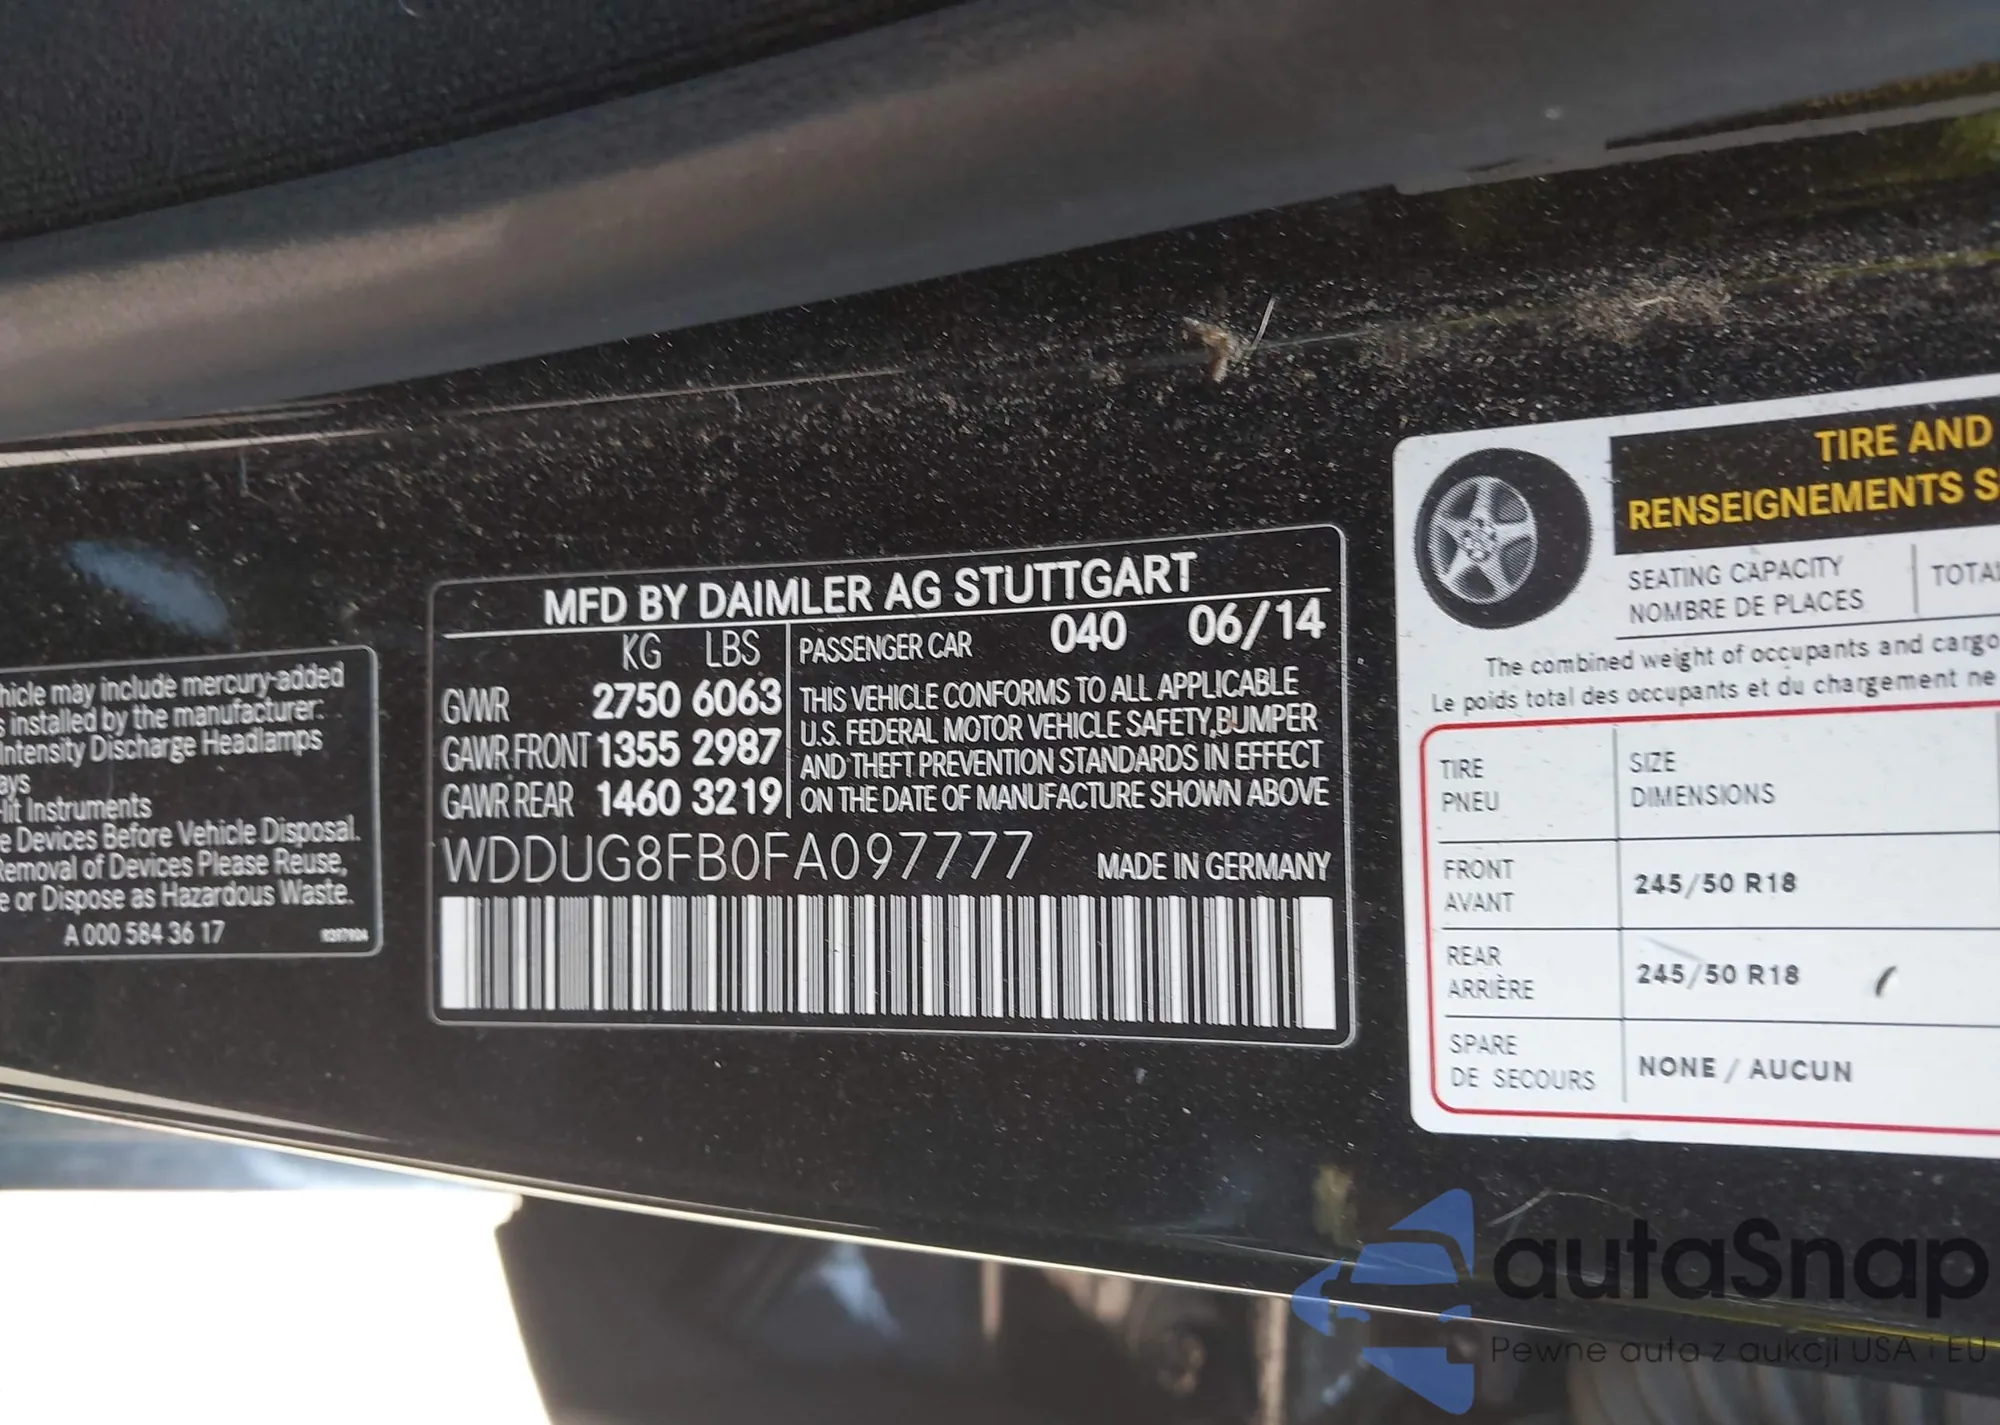 hicle may include mercury-added
s installed by the manufacturer:
Intensity Discharge Headlamps
ays
-lit Instruments
e Devices Before Vehicle Disposal.
Removal of Devices Please Reuse,
e or Dispose as Hazardous Waste.
A 000 584 36 17
MFD BY DAIMLER AG STUTTGART
KG LBS
GVWR 2750 6063
GAWR FRONT 1355 2987
GAWR REAR 1460 3219
PASSENGER CAR 040 06/14
THIS VEHICLE CONFORMS TO ALL APPLICABLE
U.S. FEDERAL MOTOR VEHICLE SAFETY,BUMPER
AND THEFT PREVENTION STANDARDS IN EFFECT
ON THE DATE OF MANUFACTURE SHOWN ABOVE
WDDUG8FB0FA097777 MADE IN GERMANY
TIRE AND
RENSEIGNEMENTS S
SEATING CAPACITY
NOMBRE DE PLACES
TOTA
The combined weight of occupants and cargo
Le poids total des occupants et du chargement ne
TIRE
PNEU
SIZE
DIMENSIONS
FRONT
AVANT
245/50 R18
REAR
ARRIÈRE
245/50 R18
SPARE
DE SECOURS
NONE / AUCUN
autaSnap
Pewne auta z aukcji USA i EU